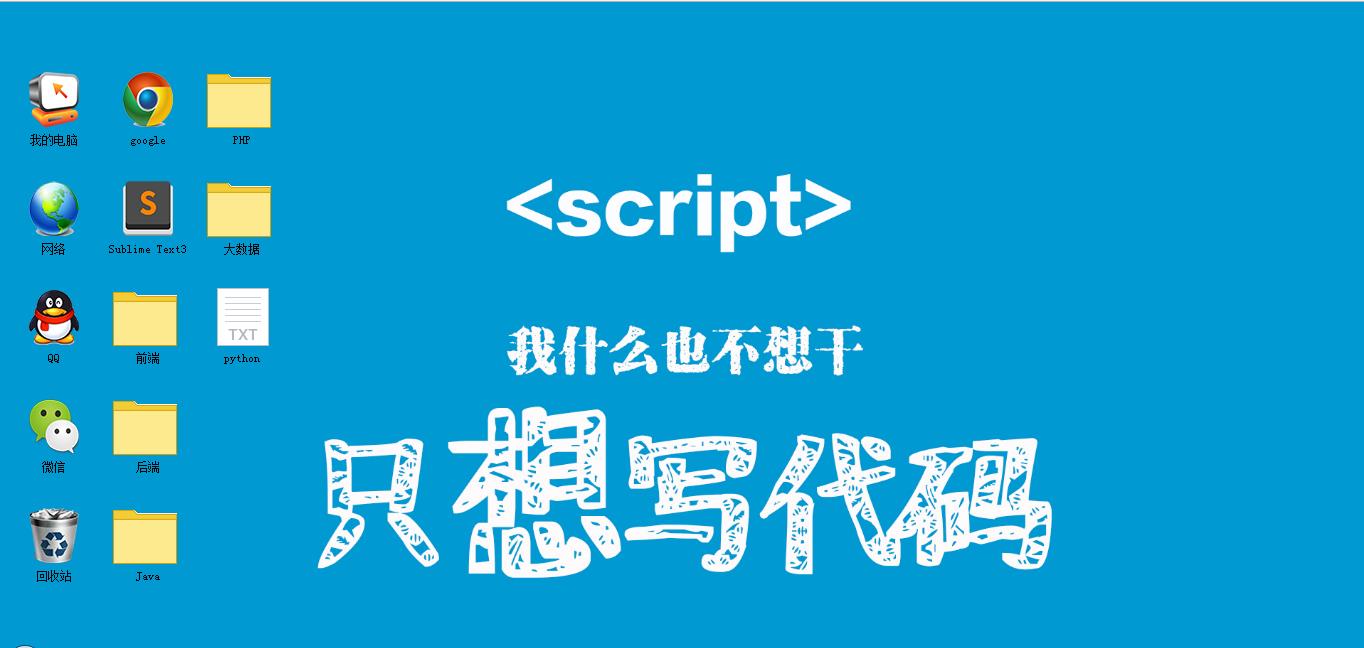 我的电脑 google PHP
网络 Sublime Text3 大数据
QQ 前端 TXT python
微信 后端
回收站 Java
<script>
我什么也不想干
只想写代码